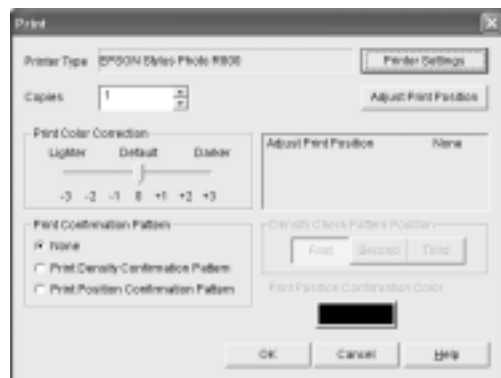 Print
Printer Type EPSON Stylus Photo R800 Printer Settings
Copies 1 Adjust Print Position
Print Color Correction
Lighter Default Darker
-3 -2 -1 0 +1 +2 +3
Adjust Print Position None
Print Confirmation Pattern
None
Print Density Confirmation Pattern
Print Position Confirmation Pattern
Density Check Pattern Position
First Second Third
Print Position Confirmation Color
OK Cancel Help